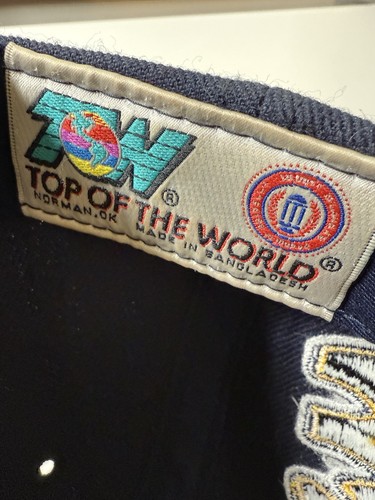 TOW®
TOP OF THE WORLD®
NORMAN, OK MADE IN BANGLADESH